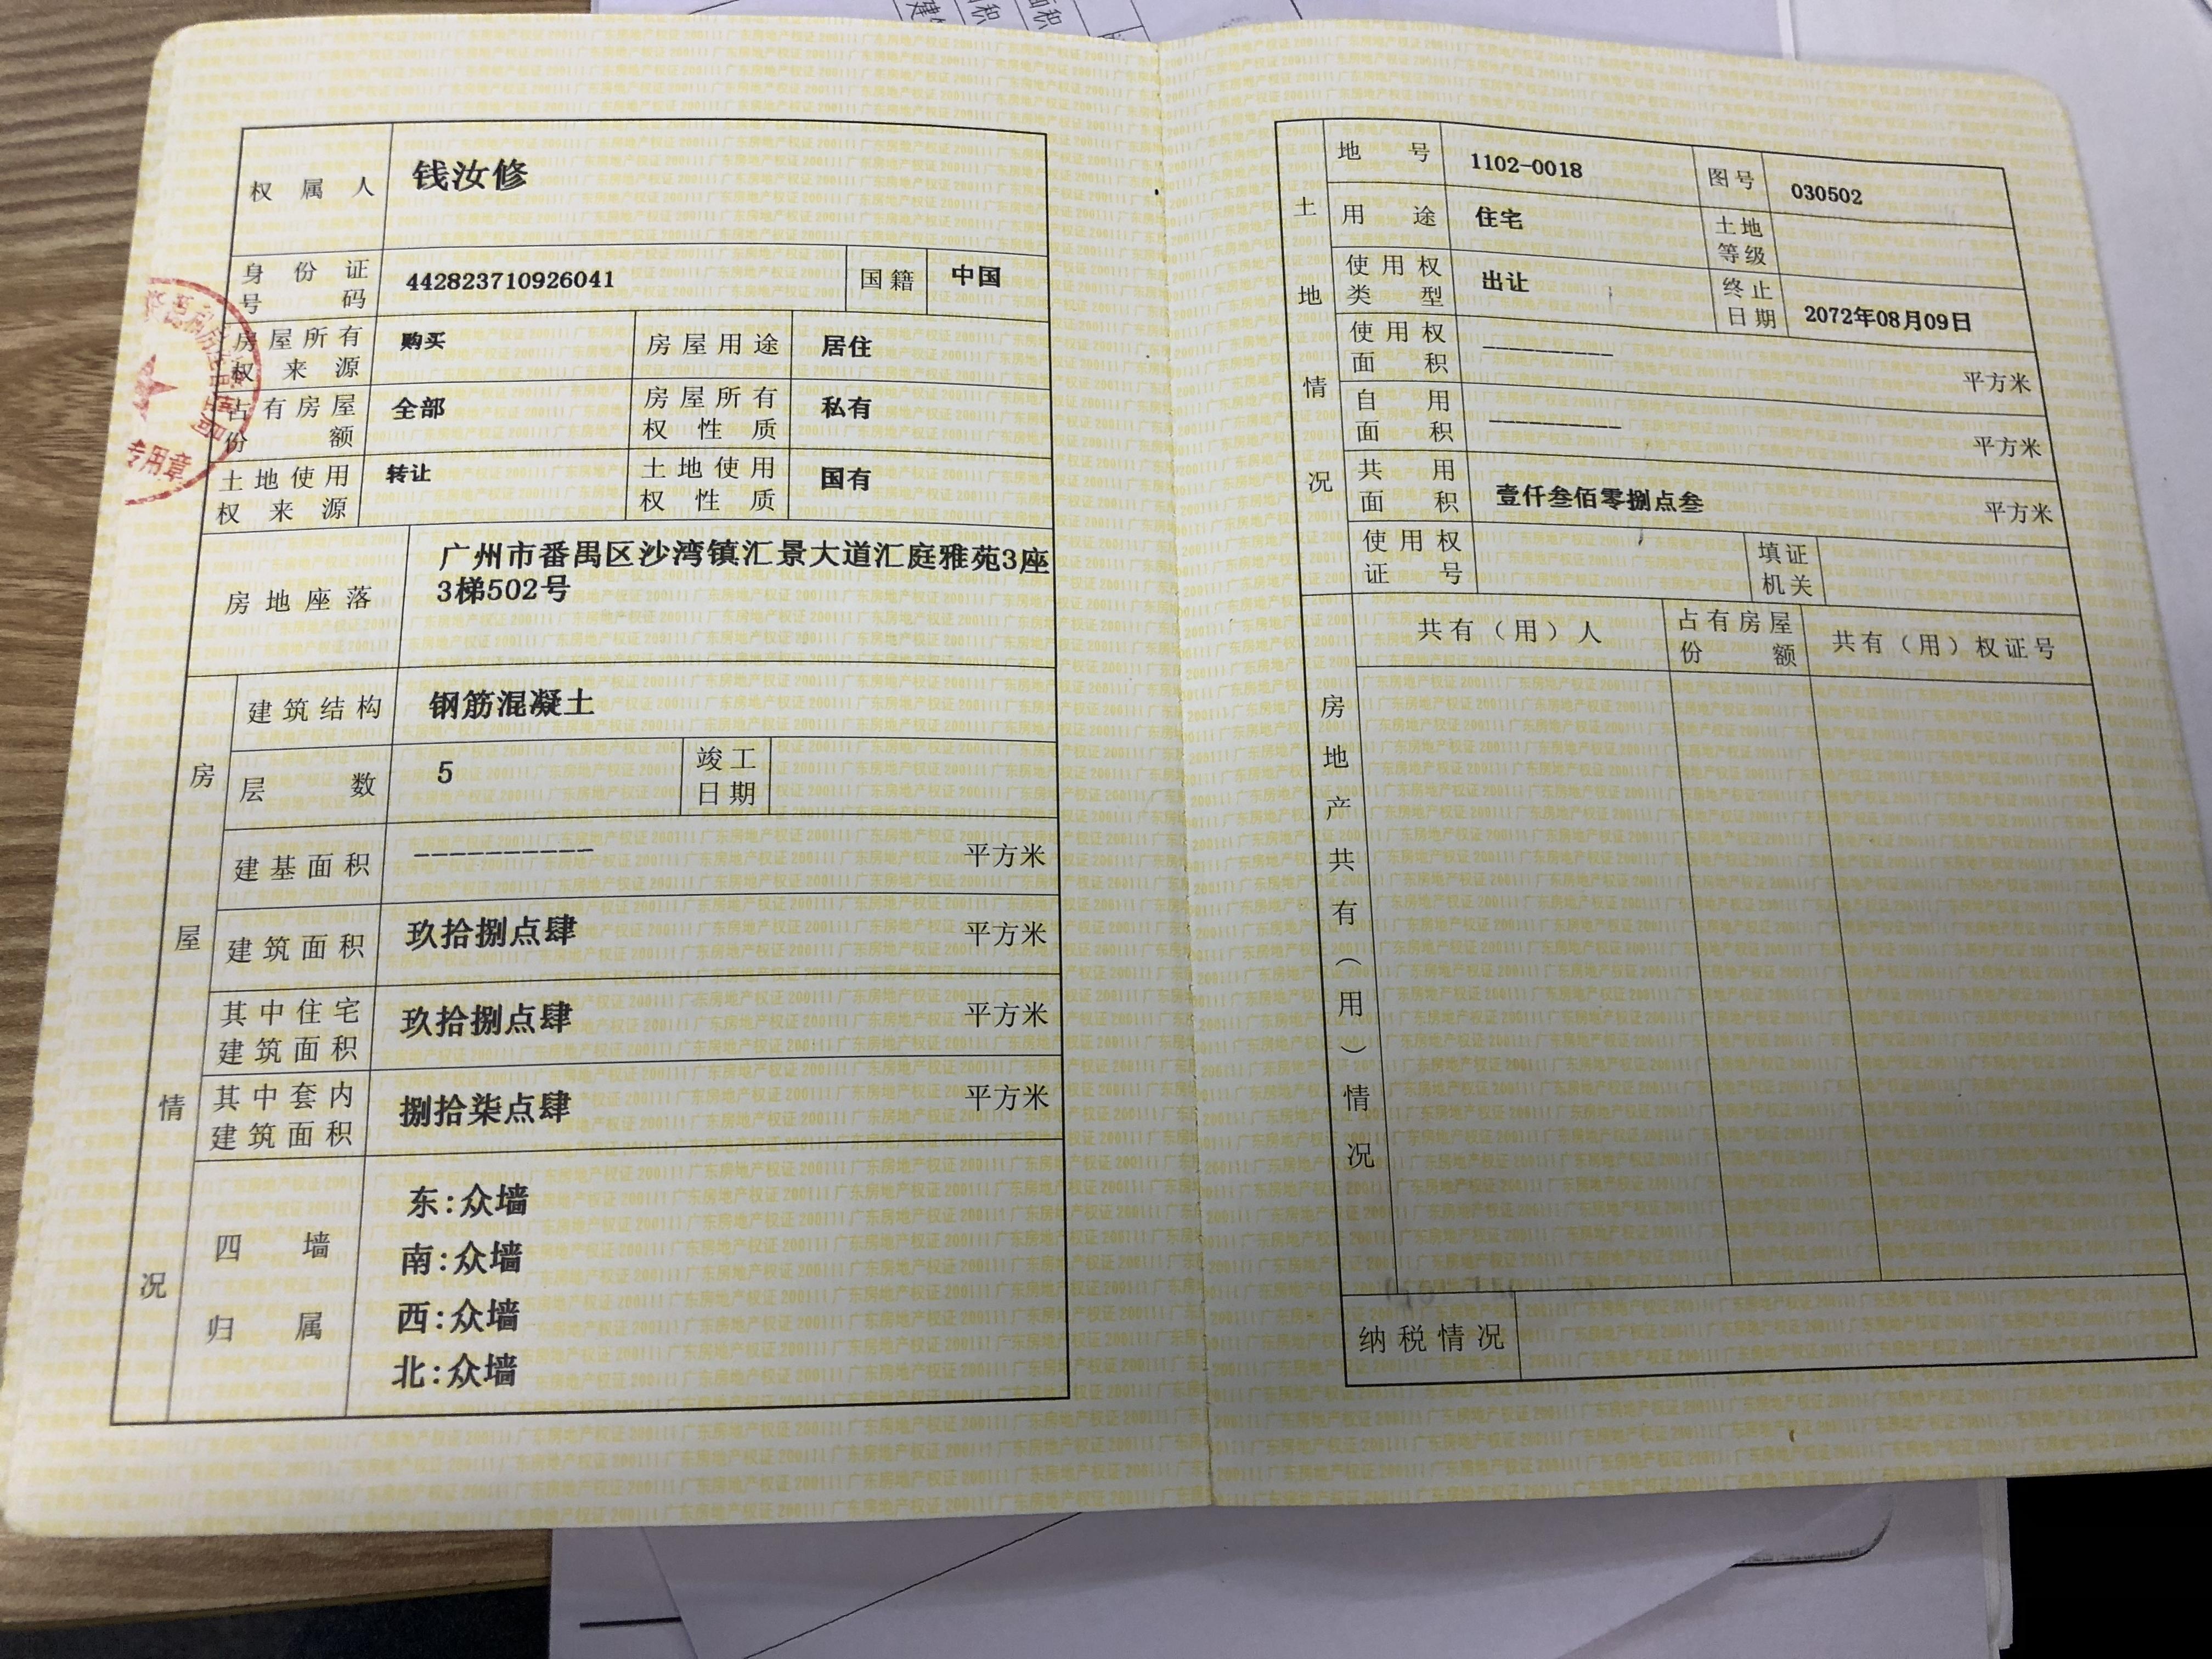 权属人 钱汝修
身份证号码 442823710926041 国籍 中国
房屋所有权来源 购买 房屋用途 居住
占有房屋份额 全部 房屋所有权性质 私有
土地使用权来源 转让 土地使用权性质 国有
房地座落 广州市番禺区沙湾镇汇景大道汇庭雅苑3座
3梯502号
房屋情况
建筑结构 钢筋混凝土
层数 5 竣工日期
建基面积 ----------- 平方米
建筑面积 玖拾捌点肆 平方米
其中住宅建筑面积 玖拾捌点肆 平方米
其中套内建筑面积 捌拾柒点肆 平方米
四墙归属
东:众墙
南:众墙
西:众墙
北:众墙
专用章
土地情况
地号 1102-0018 图号 030502
用途 住宅 土地等级
使用权类型 出让 终止日期 2072年08月09日
使用权面积 ---------- 平方米
自用面积 ---------- 平方米
共用面积 壹仟叁佰零捌点叁 平方米
使用权证号 填证机关
房地产共有（用）情况
共有（用）人 占有房屋份额 共有（用）权证号
纳税情况